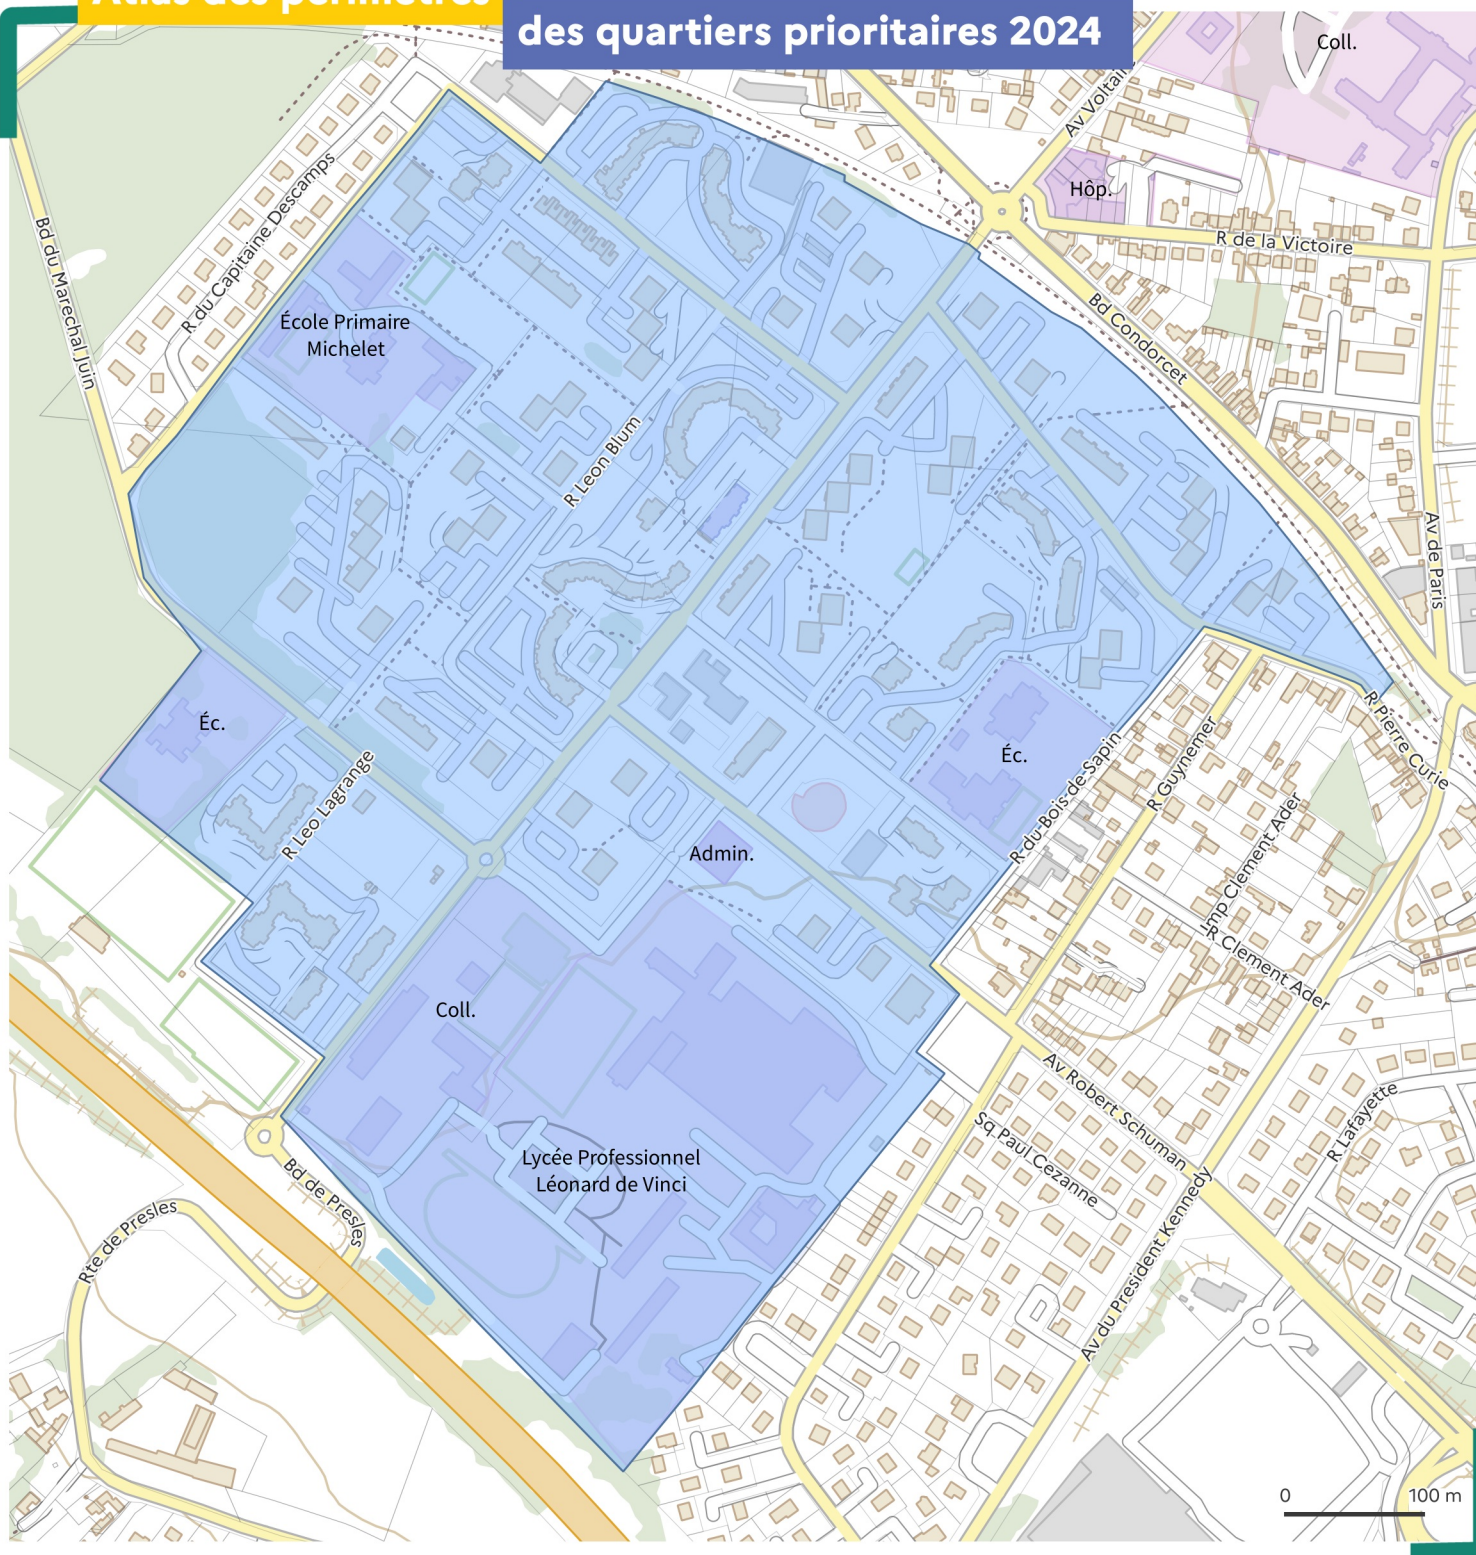 Atlas des périmètres
des quartiers prioritaires 2024
Coll.
Av Voltaire
Hôp.
R de la Victoire
R du Capitaine Descamps
Bd du Marechal Juin
École Primaire
Michelet
Bd Condorcet
R Leon Blum
Av de Paris
Éc.
Éc.
R Pierre Curie
R du Bois de Sapin
R Guynemer
R Leo Lagrange
Imp Clement Ader
Admin.
R Clement Ader
Coll.
Av Robert Schuman
R Lafayette
Sq Paul Cezanne
Lycée Professionnel
Léonard de Vinci
Bd de Presles
Rte de Presles
Av du President Kennedy
0 100 m